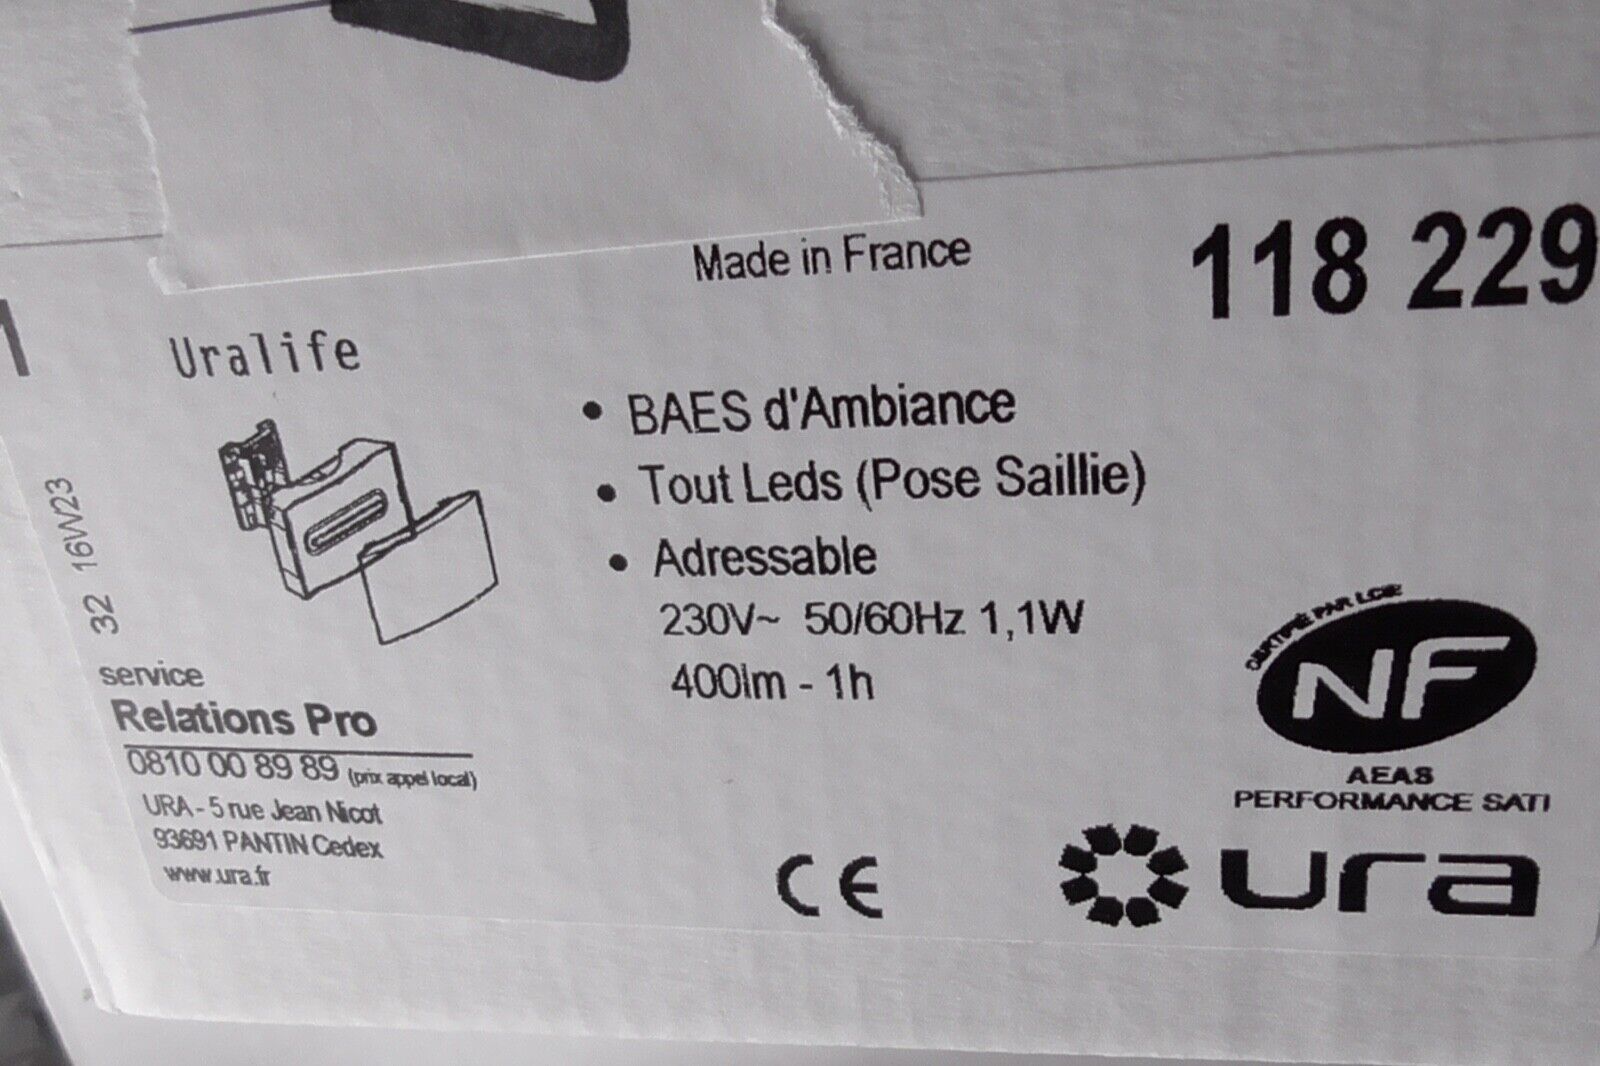 Made in France
118 229
1
Uralife
• BAES d'Ambiance
• Tout Leds (Pose Saillie)
• Adressable
230V~ 50/60Hz 1,1W
400lm - 1h
32 16W23
service
Relations Pro
0810 00 89 89 (prix appel local)
URA - 5 rue Jean Nicot
93691 PANTIN Cedex
www.ura.fr
CERTIFIÉ PAR LCIE
NF
AEAS
PERFORMANCE SATI
CE
ura